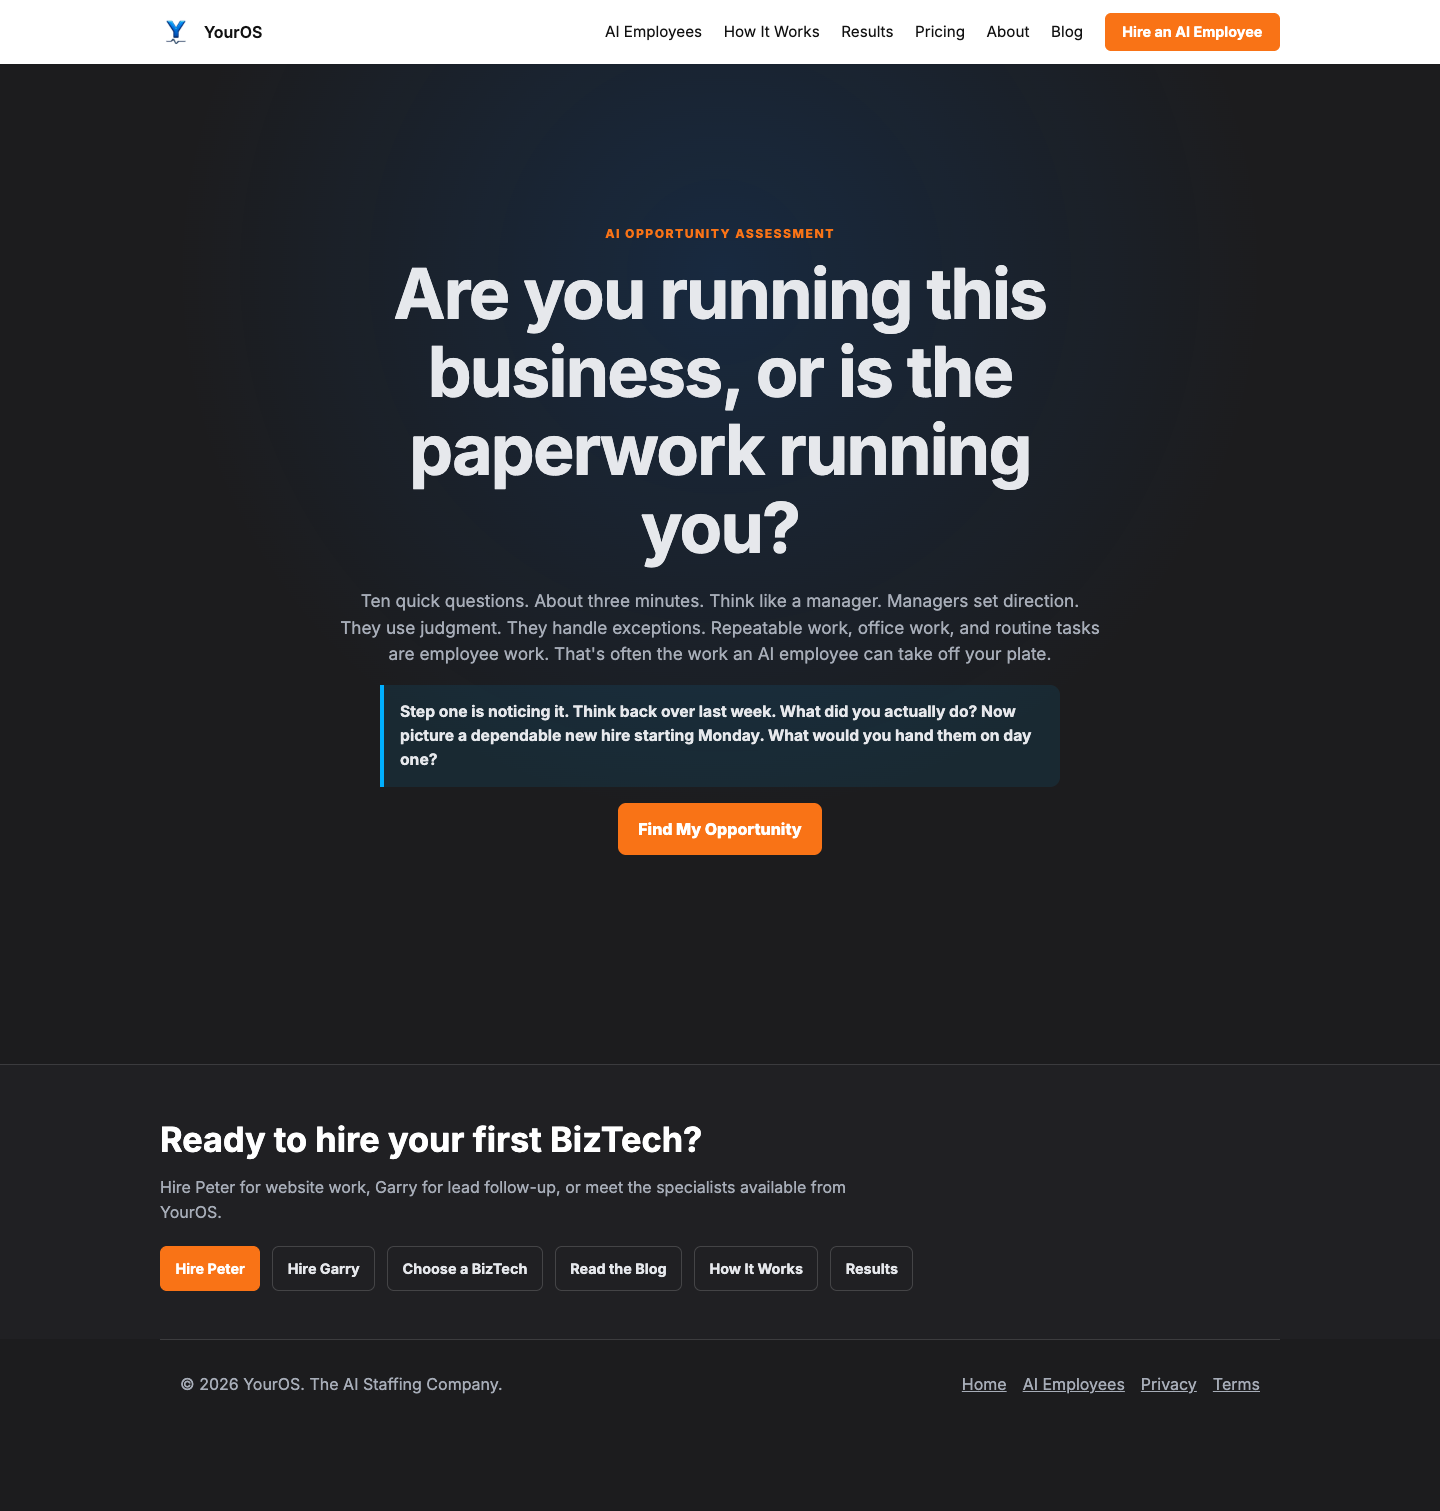 YourOS
AI Employees
How It Works
Results
Pricing
About
Blog
Hire an AI Employee
AI OPPORTUNITY ASSESSMENT
Are you running this
business, or is the
paperwork running
you?
Ten quick questions. About three minutes. Think like a manager. Managers set direction.
They use judgment. They handle exceptions. Repeatable work, office work, and routine tasks
are employee work. That's often the work an AI employee can take off your plate.
Step one is noticing it. Think back over last week. What did you actually do? Now
picture a dependable new hire starting Monday. What would you hand them on day
one?
Find My Opportunity
Ready to hire your first BizTech?
Hire Peter for website work, Garry for lead follow-up, or meet the specialists available from
YourOS.
Hire Peter
Hire Garry
Choose a BizTech
Read the Blog
How It Works
Results
© 2026 YourOS. The AI Staffing Company.
Home
AI Employees
Privacy
Terms